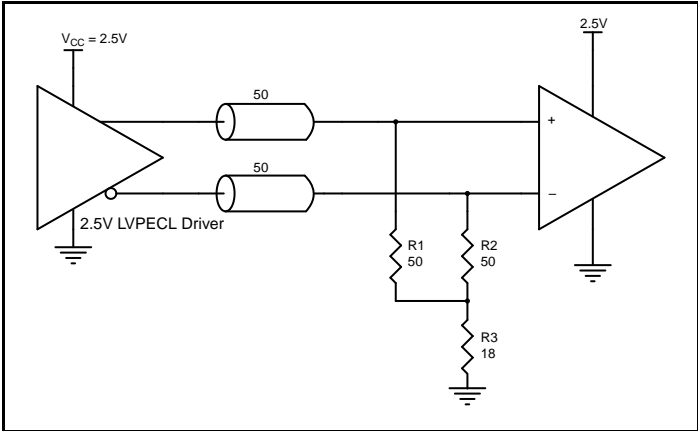 V_CC = 2.5V
2.5V
50
+
50
–
2.5V LVPECL Driver
R1
50
R2
50
R3
18